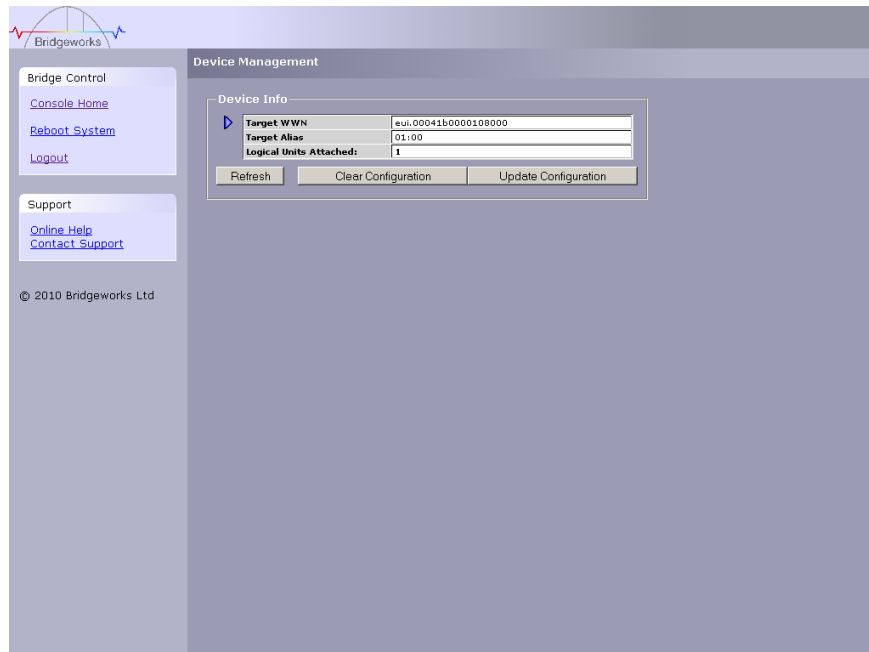 Bridgeworks
Bridge Control
Console Home
Reboot System
Logout
Support
Online Help
Contact Support
© 2010 Bridgeworks Ltd
Device Management
Device Info
Target WWN eui.00041b0000108000
Target Alias 01:00
Logical Units Attached: 1
Refresh Clear Configuration Update Configuration